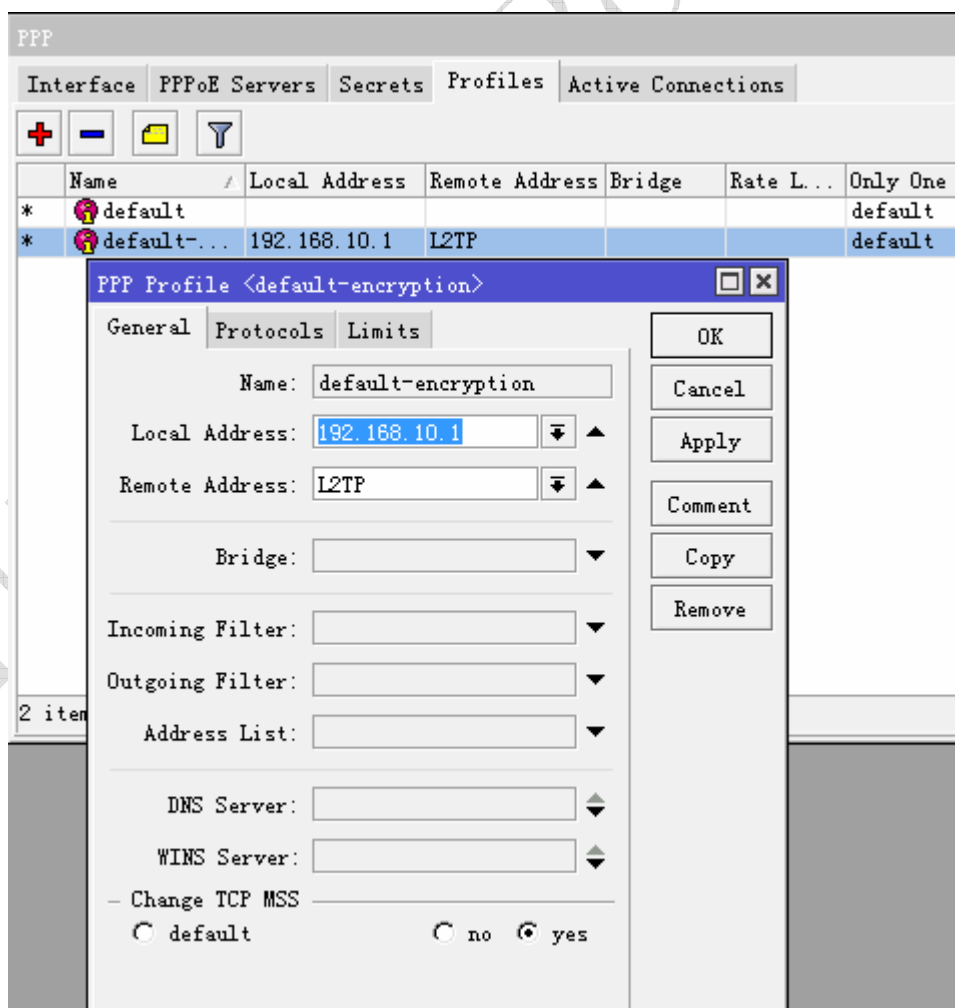 PPP
Interface PPPoE Servers Secrets Profiles Active Connections
Name Local Address Remote Address Bridge Rate L... Only One
* default default
* default-... 192.168.10.1 L2TP default
PPP Profile <default-encryption>
General Protocols Limits
OK
Name: default-encryption
Cancel
Local Address: 192.168.10.1
Apply
Remote Address: L2TP
Comment
Bridge:
Copy
Remove
Incoming Filter:
Outgoing Filter:
2 item
Address List:
DNS Server:
WINS Server:
Change TCP MSS
default no yes